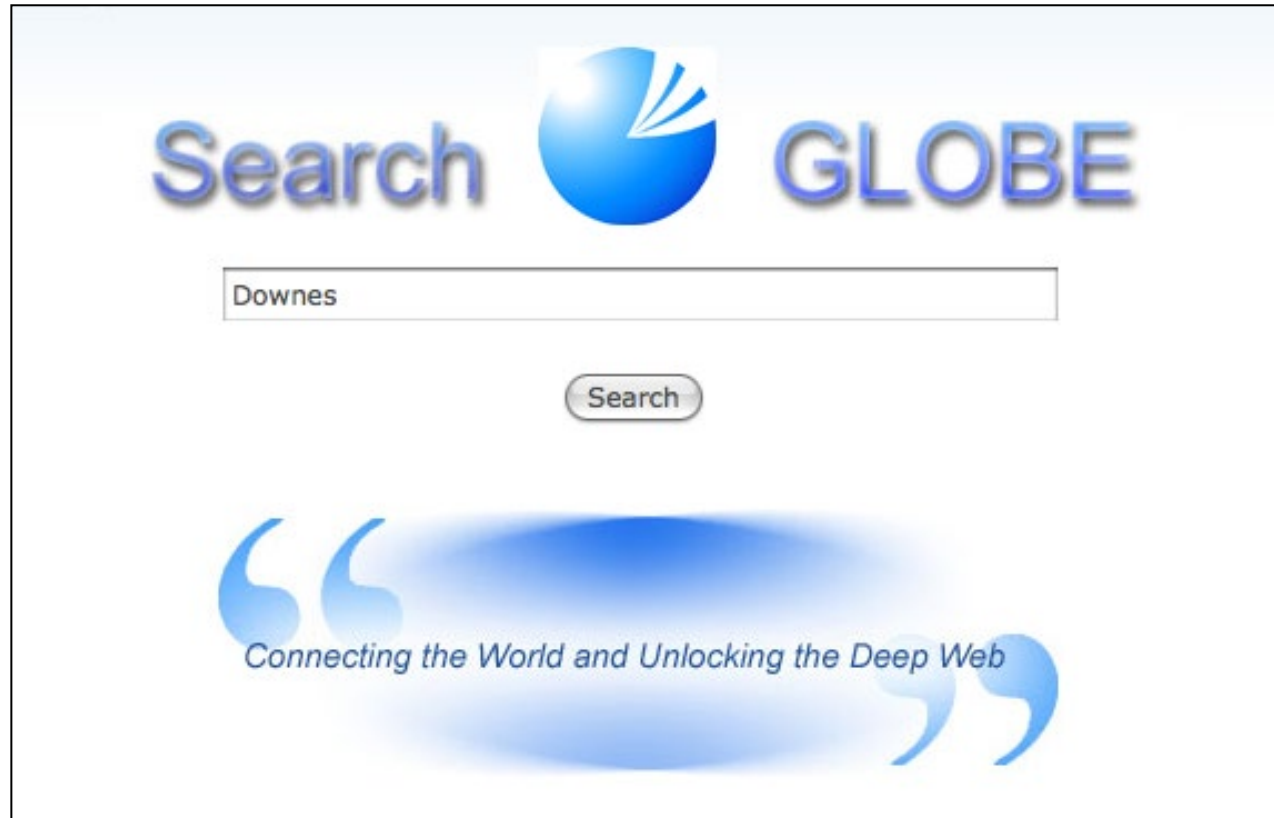 Search GLOBE
Downes
Search
“Connecting the World and Unlocking the Deep Web”